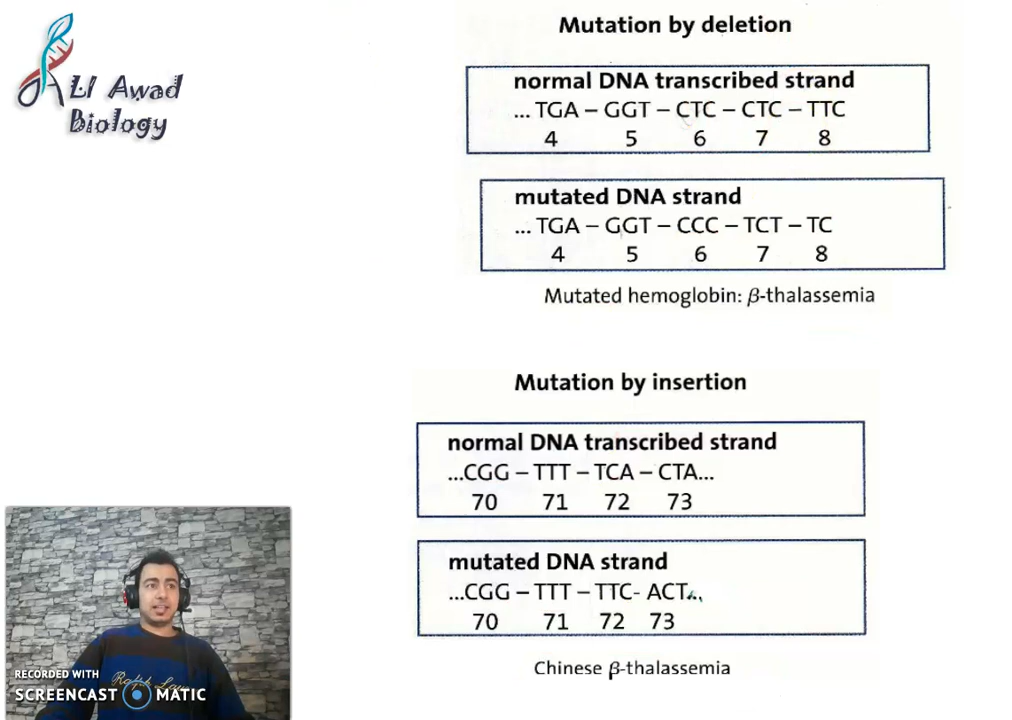 ALI Awad
Biology
Mutation by deletion
normal DNA transcribed strand
... TGA – GGT – CTC – CTC – TTC
4 5 6 7 8
mutated DNA strand
... TGA – GGT – CCC – TCT – TC
4 5 6 7 8
Mutated hemoglobin: β-thalassemia
Mutation by insertion
normal DNA transcribed strand
...CGG – TTT – TCA – CTA...
70 71 72 73
mutated DNA strand
...CGG – TTT – TTC- ACT...
70 71 72 73
Chinese β-thalassemia
RECORDED WITH
SCREENCAST MATIC